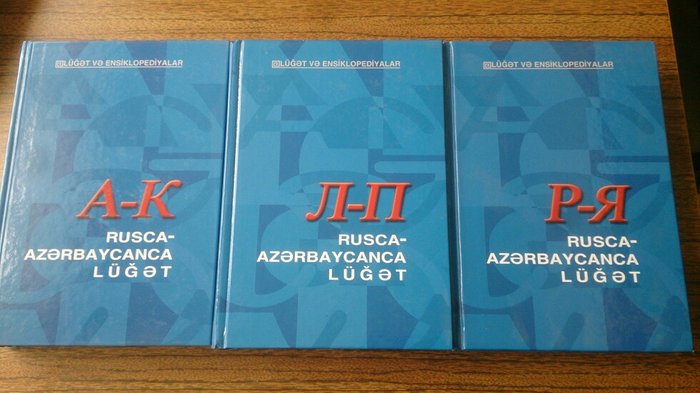 LÜĞƏT VƏ ENSİKLOPEDİYALAR
А-К
RUSCA-
AZƏRBAYCANCA
LÜĞƏT
LÜĞƏT VƏ ENSİKLOPEDİYALAR
Л-П
RUSCA-
AZƏRBAYCANCA
LÜĞƏT
LÜĞƏT VƏ ENSİKLOPEDİYALAR
Р-Я
RUSCA-
AZƏRBAYCANCA
LÜĞƏT